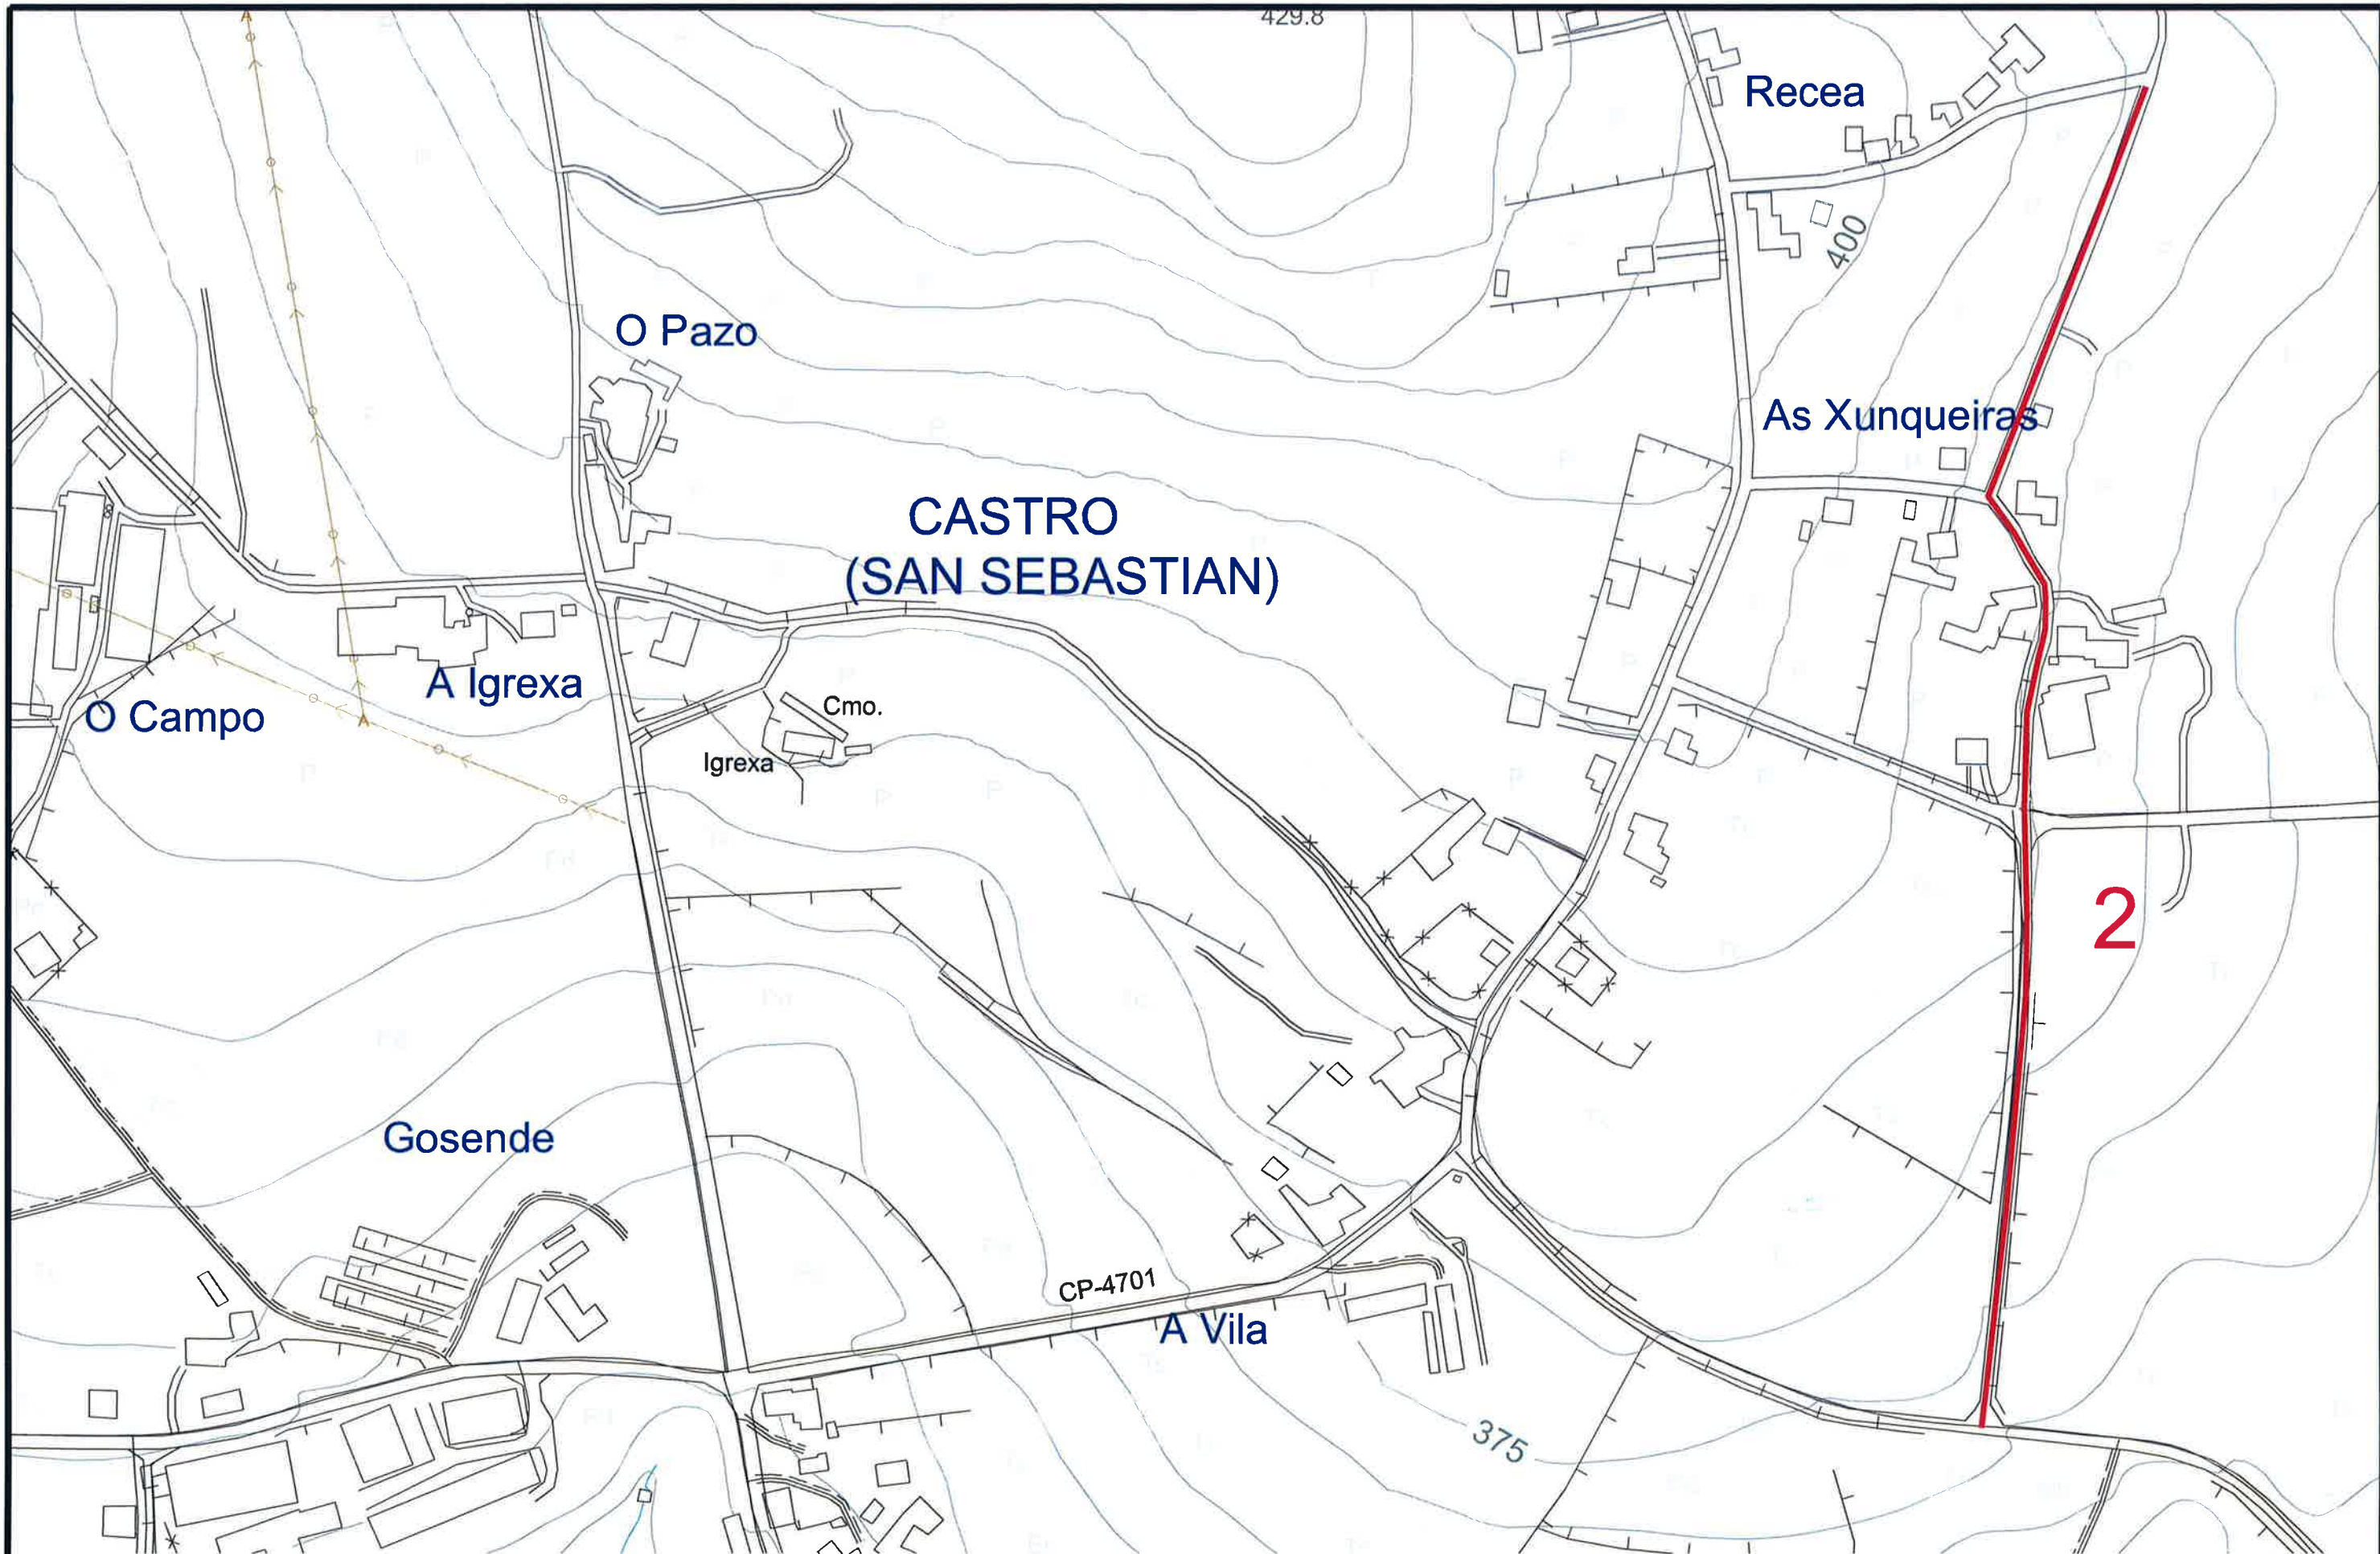 429.8
Recea
400
O Pazo
As Xunqueiras
CASTRO
(SAN SEBASTIAN)
A Igrexa
O Campo
Cmo.
Igrexa
2
Gosende
CP-4701
A Vila
375
A
A